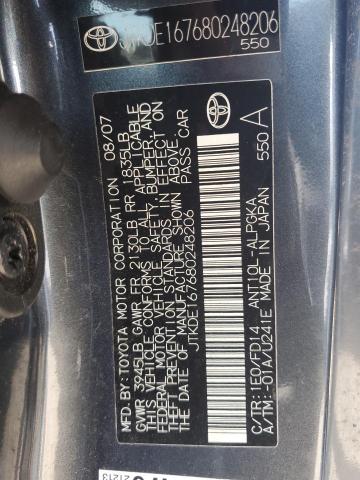 JTKDE167680248206
550
MFD.BY:TOYOTA MOTOR CORPORATION 08/07
GVWR 3945LB GAWR FR 2130LB RR 1835LB
THIS VEHICLE CONFORMS TO ALL APPLICABLE
FEDERAL MOTOR VEHICLE SAFETY, BUMPER, AND
THEFT PREVENTION STANDARDS IN EFFECT ON
THE DATE OF MANUFACTURE SHOWN ABOVE.
JTKDE167680248206 PASS.CAR
C/TR:1E0/FD14 ANT10L-ALPGKA
A/TM:-01A/U241E MADE IN JAPAN
550
A
21213